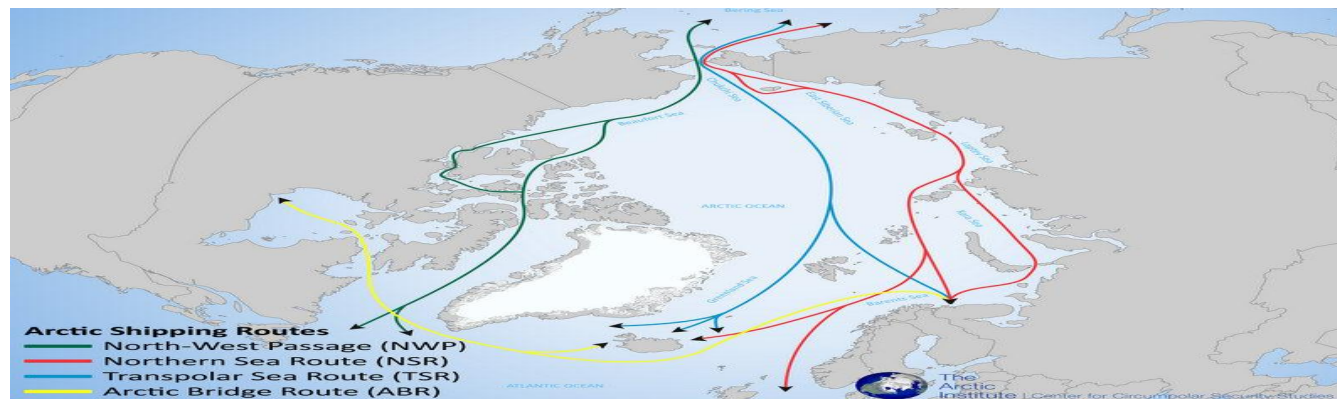 Bering Sea
Chukchi Sea
East Siberian Sea
Beaufort Sea
Laptev Sea
ARCTIC OCEAN
Kara Sea
Greenland Sea
Barents Sea
Arctic Shipping Routes
North-West Passage (NWP)
Northern Sea Route (NSR)
Transpolar Sea Route (TSR)
Arctic Bridge Route (ABR)
ATLANTIC OCEAN
The
Arctic
Institute | Center for Circumpolar Security Studies